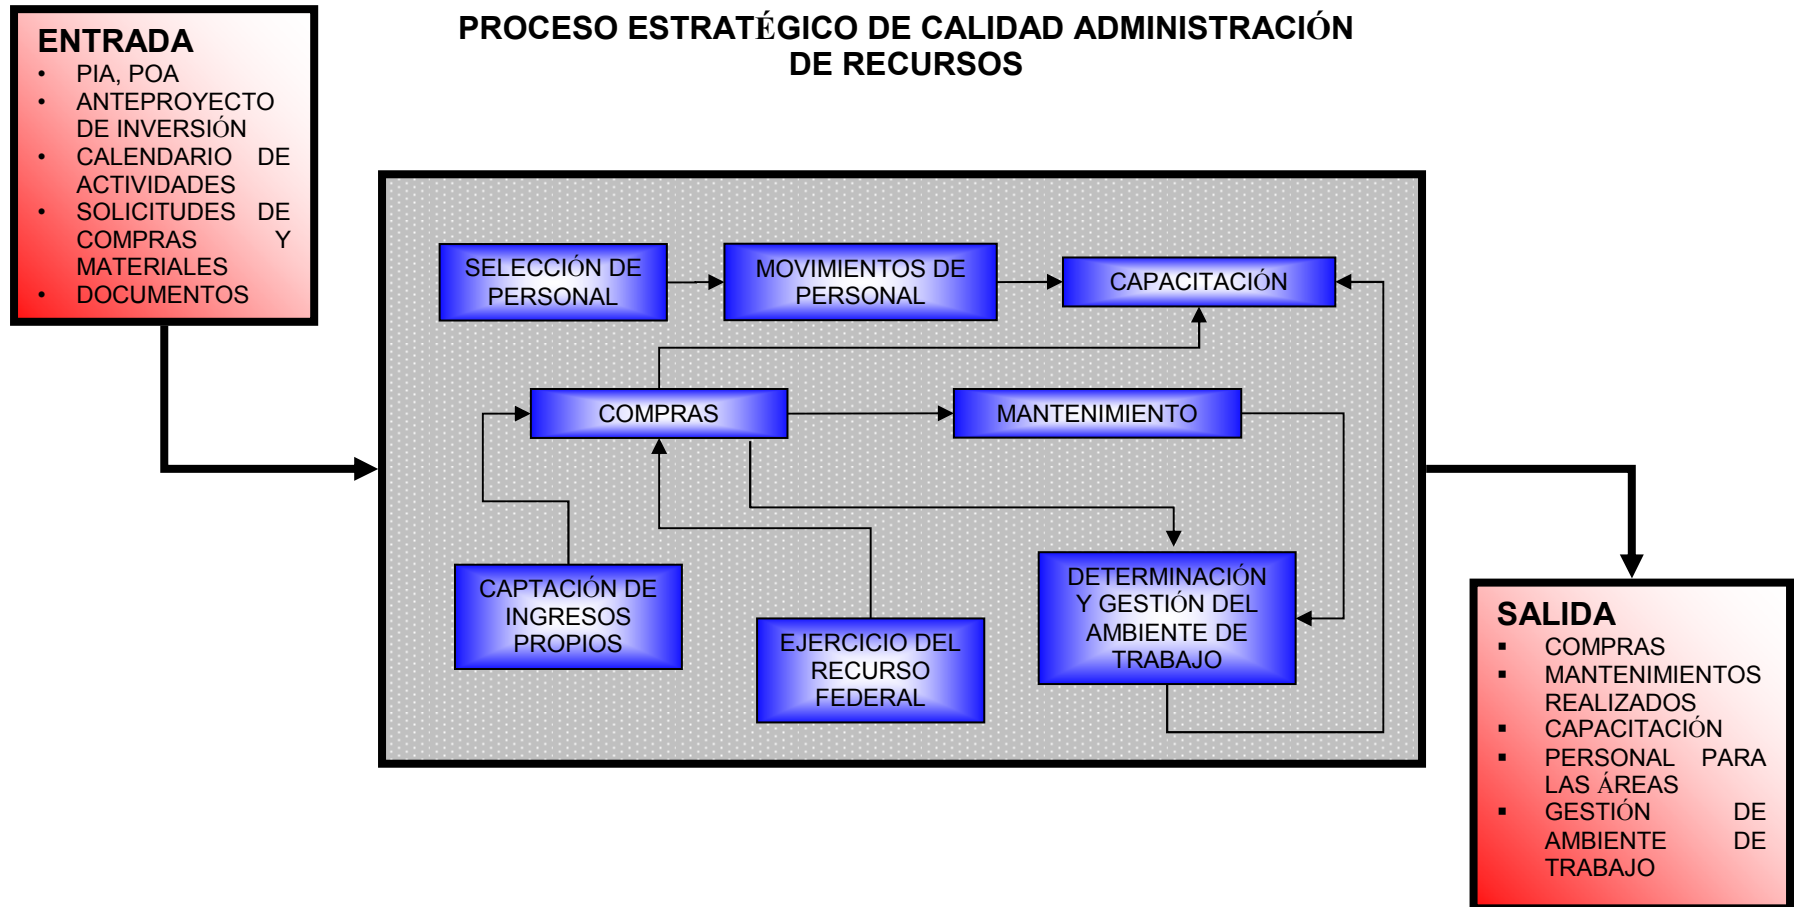 PROCESO ESTRATÉGICO DE CALIDAD ADMINISTRACIÓN
DE RECURSOS
ENTRADA
• PIA, POA
• ANTEPROYECTO
DE INVERSIÓN
• CALENDARIO DE
ACTIVIDADES
• SOLICITUDES DE
COMPRAS Y
MATERIALES
• DOCUMENTOS
SELECCIÓN DE
PERSONAL
MOVIMIENTOS DE
PERSONAL
CAPACITACIÓN
COMPRAS
MANTENIMIENTO
CAPTACIÓN DE
INGRESOS
PROPIOS
EJERCICIO DEL
RECURSO
FEDERAL
DETERMINACIÓN
Y GESTIÓN DEL
AMBIENTE DE
TRABAJO
SALIDA
▪ COMPRAS
▪ MANTENIMIENTOS
REALIZADOS
▪ CAPACITACIÓN
▪ PERSONAL PARA
LAS ÁREAS
▪ GESTIÓN DE
AMBIENTE DE
TRABAJO